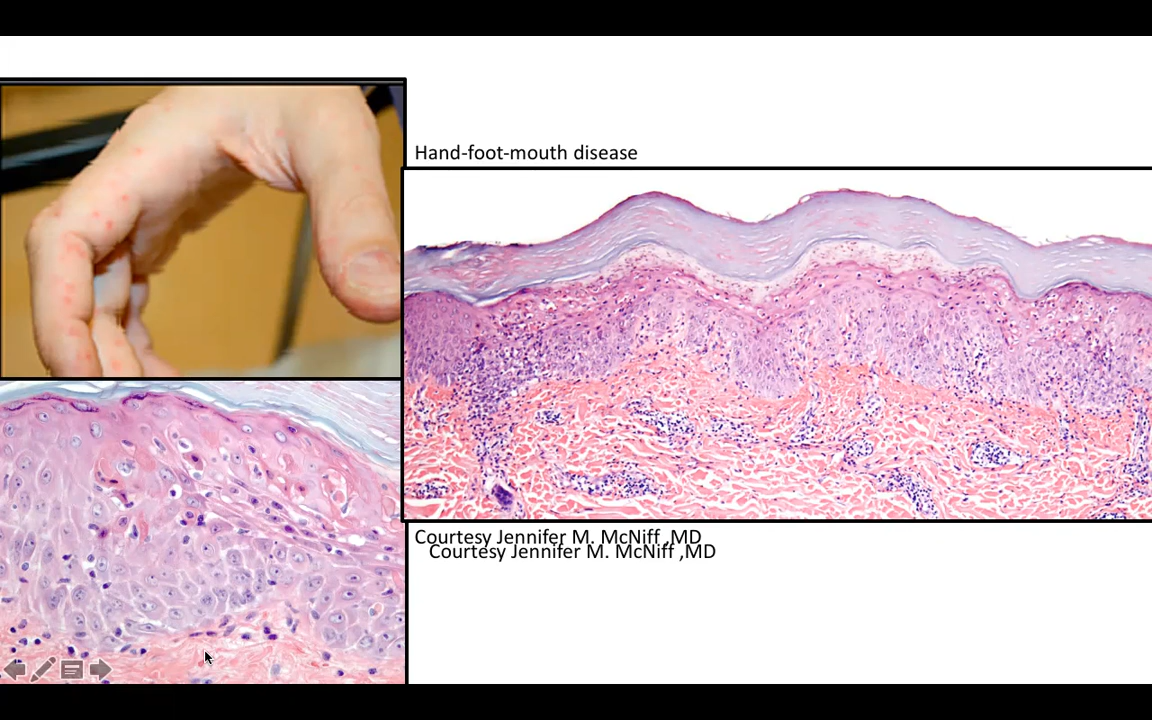 Hand-foot-mouth disease
Courtesy Jennifer M. McNiff ,MD
Courtesy Jennifer M. McNiff ,MD